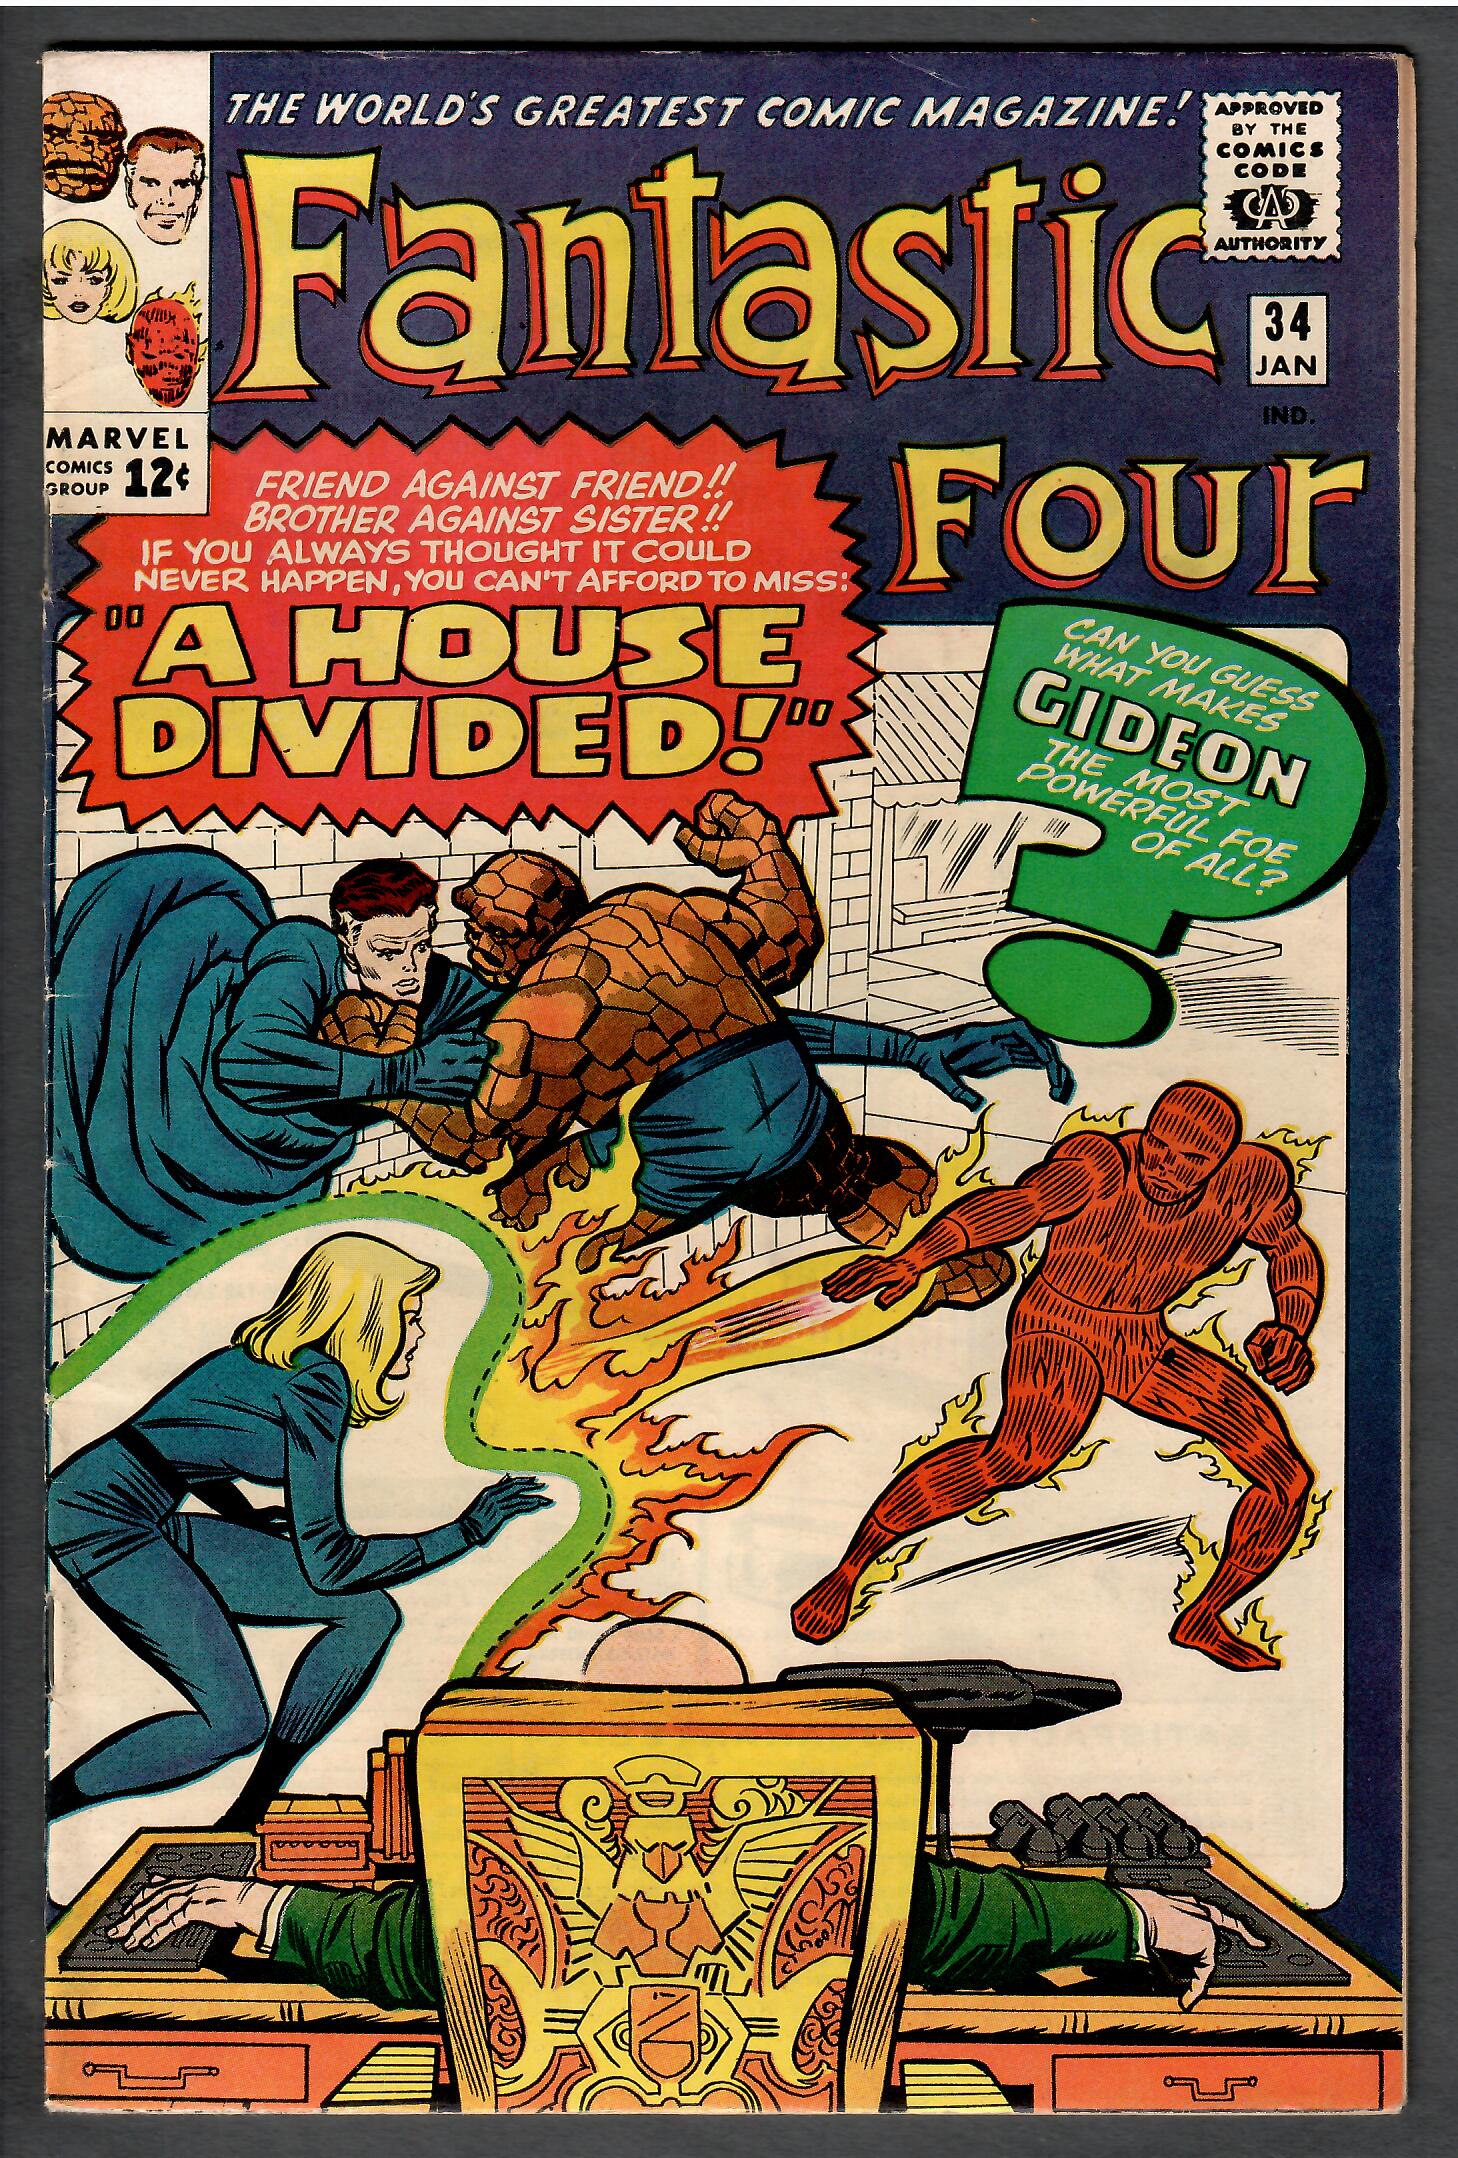 THE WORLD'S GREATEST COMIC MAGAZINE!
APPROVED
BY THE
COMICS
CODE
CA
AUTHORITY
Fantastic
Four
34
JAN
IND.
MARVEL
COMICS
GROUP
12¢
FRIEND AGAINST FRIEND!!
BROTHER AGAINST SISTER!!
IF YOU ALWAYS THOUGHT IT COULD
NEVER HAPPEN, YOU CAN'T AFFORD TO MISS:
"A HOUSE
DIVIDED!"
CAN YOU GUESS
WHAT MAKES
GIDEON
THE MOST
POWERFUL FOE
OF ALL?